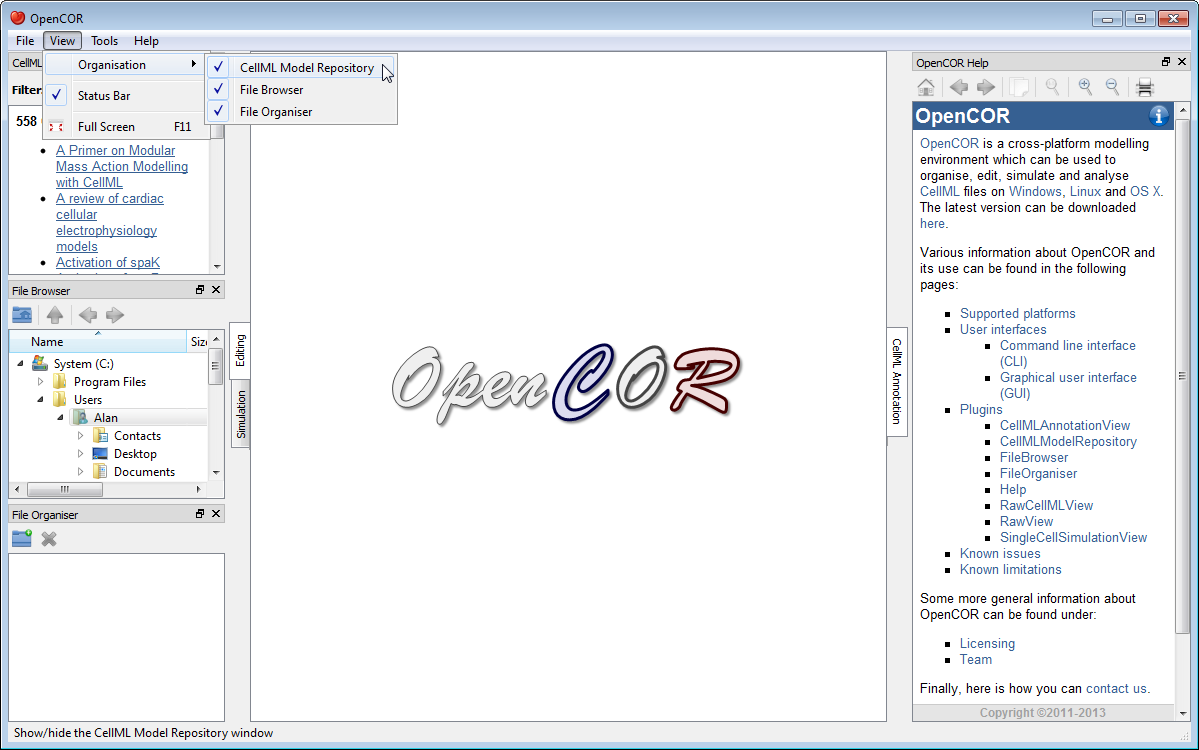 OpenCOR
File View Tools Help
CellML
Organisation
Status Bar
Full Screen F11
CellML Model Repository
File Browser
File Organiser
Filter
558
A Primer on Modular
Mass Action Modelling
with CellML
A review of cardiac
cellular
electrophysiology
models
Activation of spaK
File Browser
Name Size
System (C:)
Program Files
Users
Alan
Contacts
Desktop
Documents
File Organiser
Editing
Simulation
OpenCOR
CellML Annotation
OpenCOR Help
OpenCOR
OpenCOR is a cross-platform modelling
environment which can be used to
organise, edit, simulate and analyse
CellML files on Windows, Linux and OS X.
The latest version can be downloaded
here.
Various information about OpenCOR and
its use can be found in the following
pages:
Supported platforms
User interfaces
Command line interface
(CLI)
Graphical user interface
(GUI)
Plugins
CellMLAnnotationView
CellMLModelRepository
FileBrowser
FileOrganiser
Help
RawCellMLView
RawView
SingleCellSimulationView
Known issues
Known limitations
Some more general information about
OpenCOR can be found under:
Licensing
Team
Finally, here is how you can contact us.
Copyright ©2011-2013
Show/hide the CellML Model Repository window